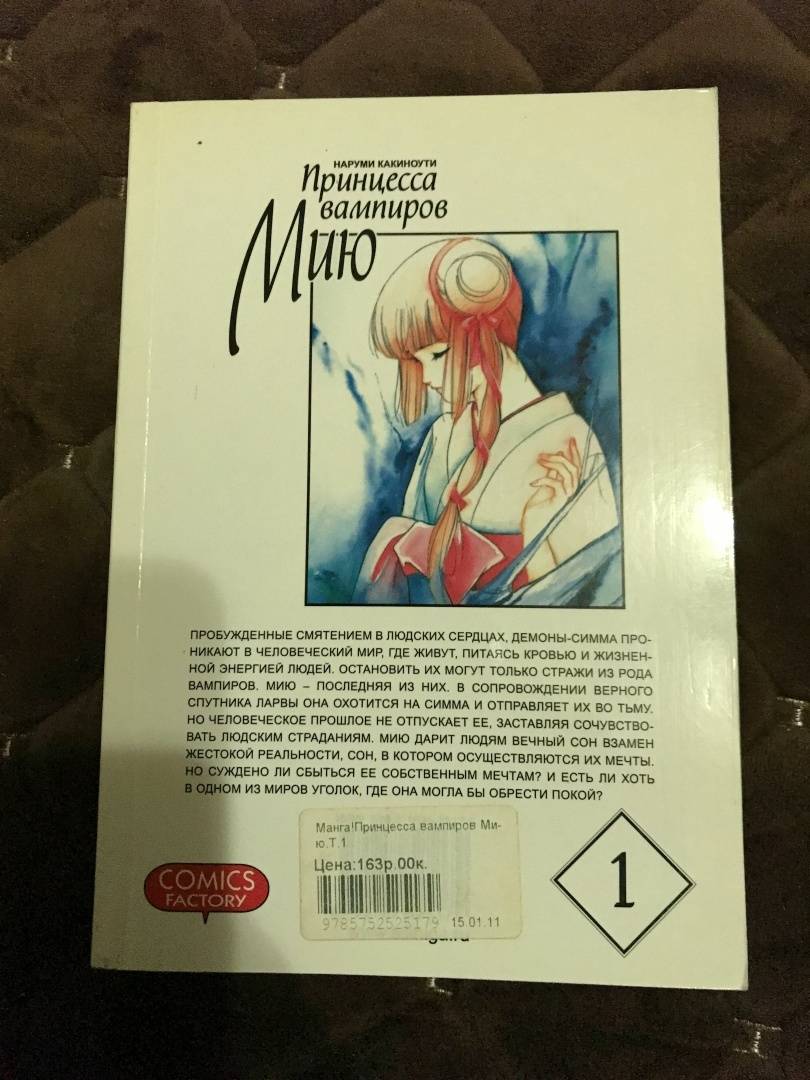 НАРУМИ КАКИНОУТИ
Принцесса
вампиров
Мию
ПРОБУЖДЕННЫЕ СМЯТЕНИЕМ В ЛЮДСКИХ СЕРДЦАХ, ДЕМОНЫ-СИММА ПРО-
НИКАЮТ В ЧЕЛОВЕЧЕСКИЙ МИР, ГДЕ ЖИВУТ, ПИТАЯСЬ КРОВЬЮ И ЖИЗНЕН-
НОЙ ЭНЕРГИЕЙ ЛЮДЕЙ. ОСТАНОВИТЬ ИХ МОГУТ ТОЛЬКО СТРАЖИ ИЗ РОДА
ВАМПИРОВ. МИЮ – ПОСЛЕДНЯЯ ИЗ НИХ. В СОПРОВОЖДЕНИИ ВЕРНОГО
СПУТНИКА ЛАРВЫ ОНА ОХОТИТСЯ НА СИММА И ОТПРАВЛЯЕТ ИХ ВО ТЬМУ.
НО ЧЕЛОВЕЧЕСКОЕ ПРОШЛОЕ НЕ ОТПУСКАЕТ ЕЕ, ЗАСТАВЛЯЯ СОЧУВСТВО-
ВАТЬ ЛЮДСКИМ СТРАДАНИЯМ. МИЮ ДАРИТ ЛЮДЯМ ВЕЧНЫЙ СОН ВЗАМЕН
ЖЕСТОКОЙ РЕАЛЬНОСТИ, СОН, В КОТОРОМ ОСУЩЕСТВЛЯЮТСЯ ИХ МЕЧТЫ.
НО СУЖДЕНО ЛИ СБЫТЬСЯ ЕЕ СОБСТВЕННЫМ МЕЧТАМ? И ЕСТЬ ЛИ ХОТЬ
В ОДНОМ ИЗ МИРОВ УГОЛОК, ГДЕ ОНА МОГЛА БЫ ОБРЕСТИ ПОКОЙ?
Манга!Принцесса вампиров Ми-
ю.Т.1
Цена:163р.00к.
9785752525179
15.01.11
COMICS
FACTORY
1